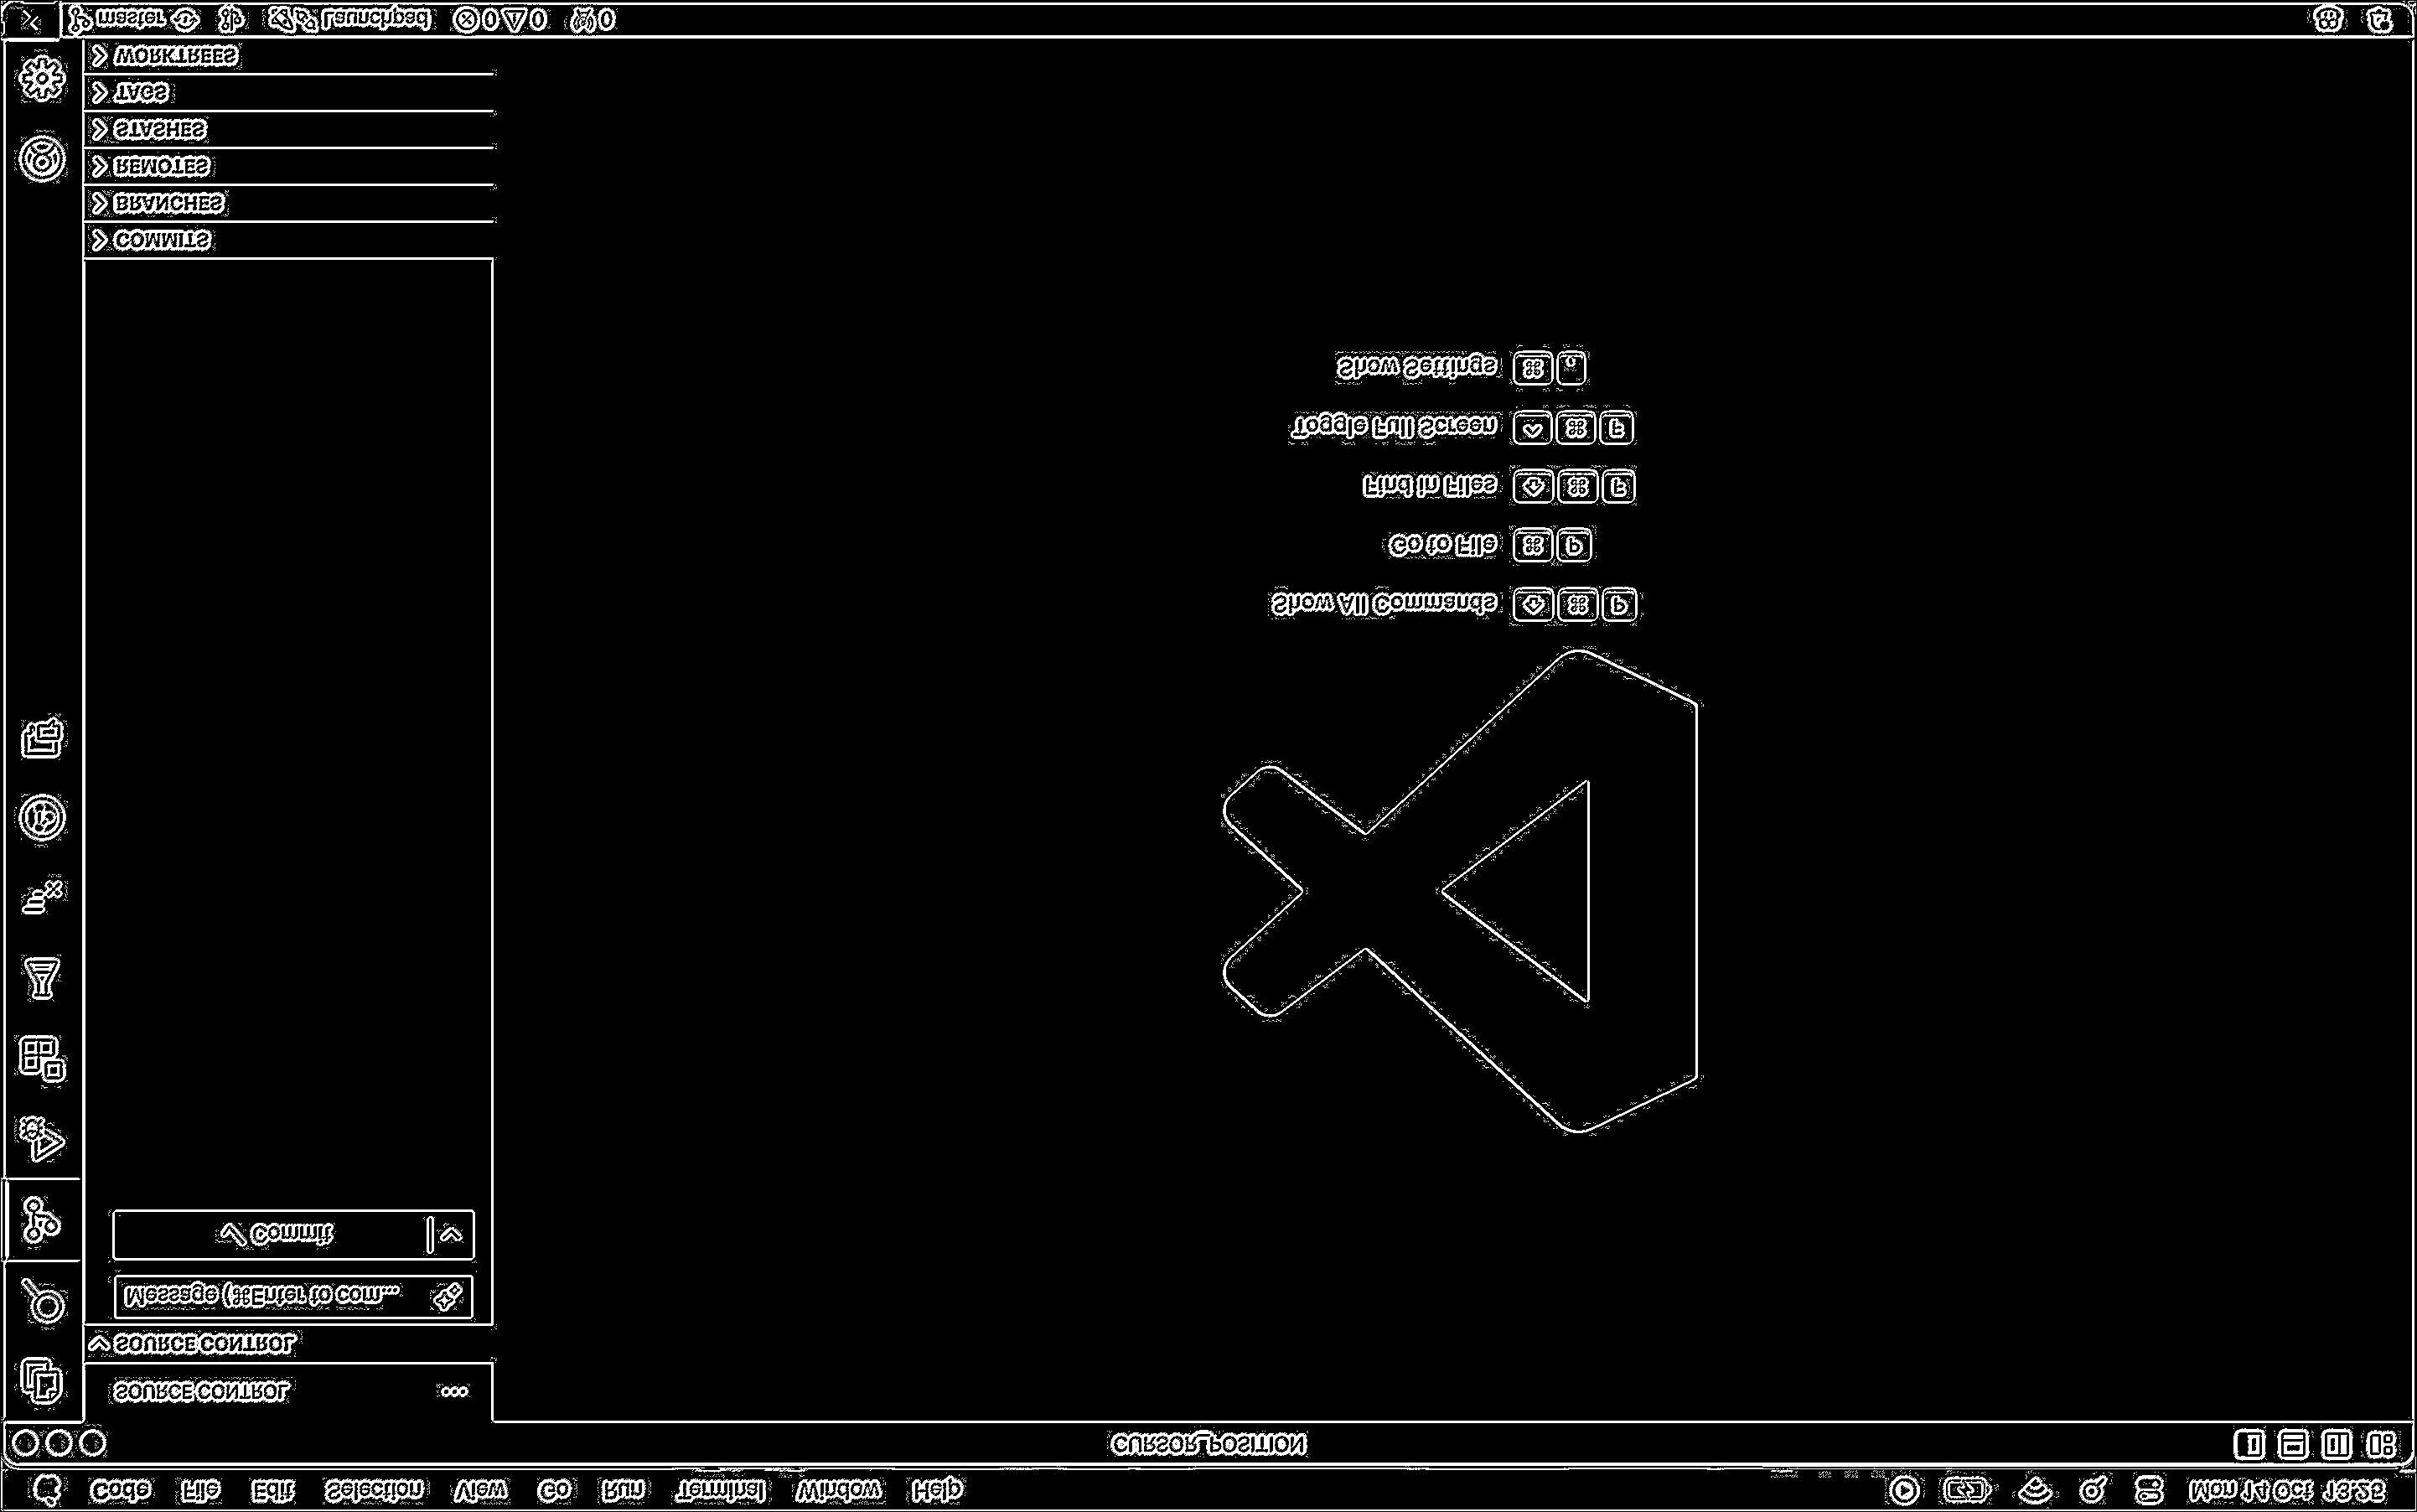 Code File Edit Selection View Go Run Terminal Window Help Mon 14 Oct 13:25
CURSOR_POSITION
SOURCE CONTROL
SOURCE CONTROL
Message (⌘Enter to com...
Commit
Show All Commands ⌘ P
Go to File ⌘ P
Find in Files ⌘ F
Toggle Full Screen ⌘ F
Show Settings ⌘ ,
COMMITS
BRANCHES
REMOTES
STASHES
TAGS
WORKTREES
master Launchpad 0 0 0